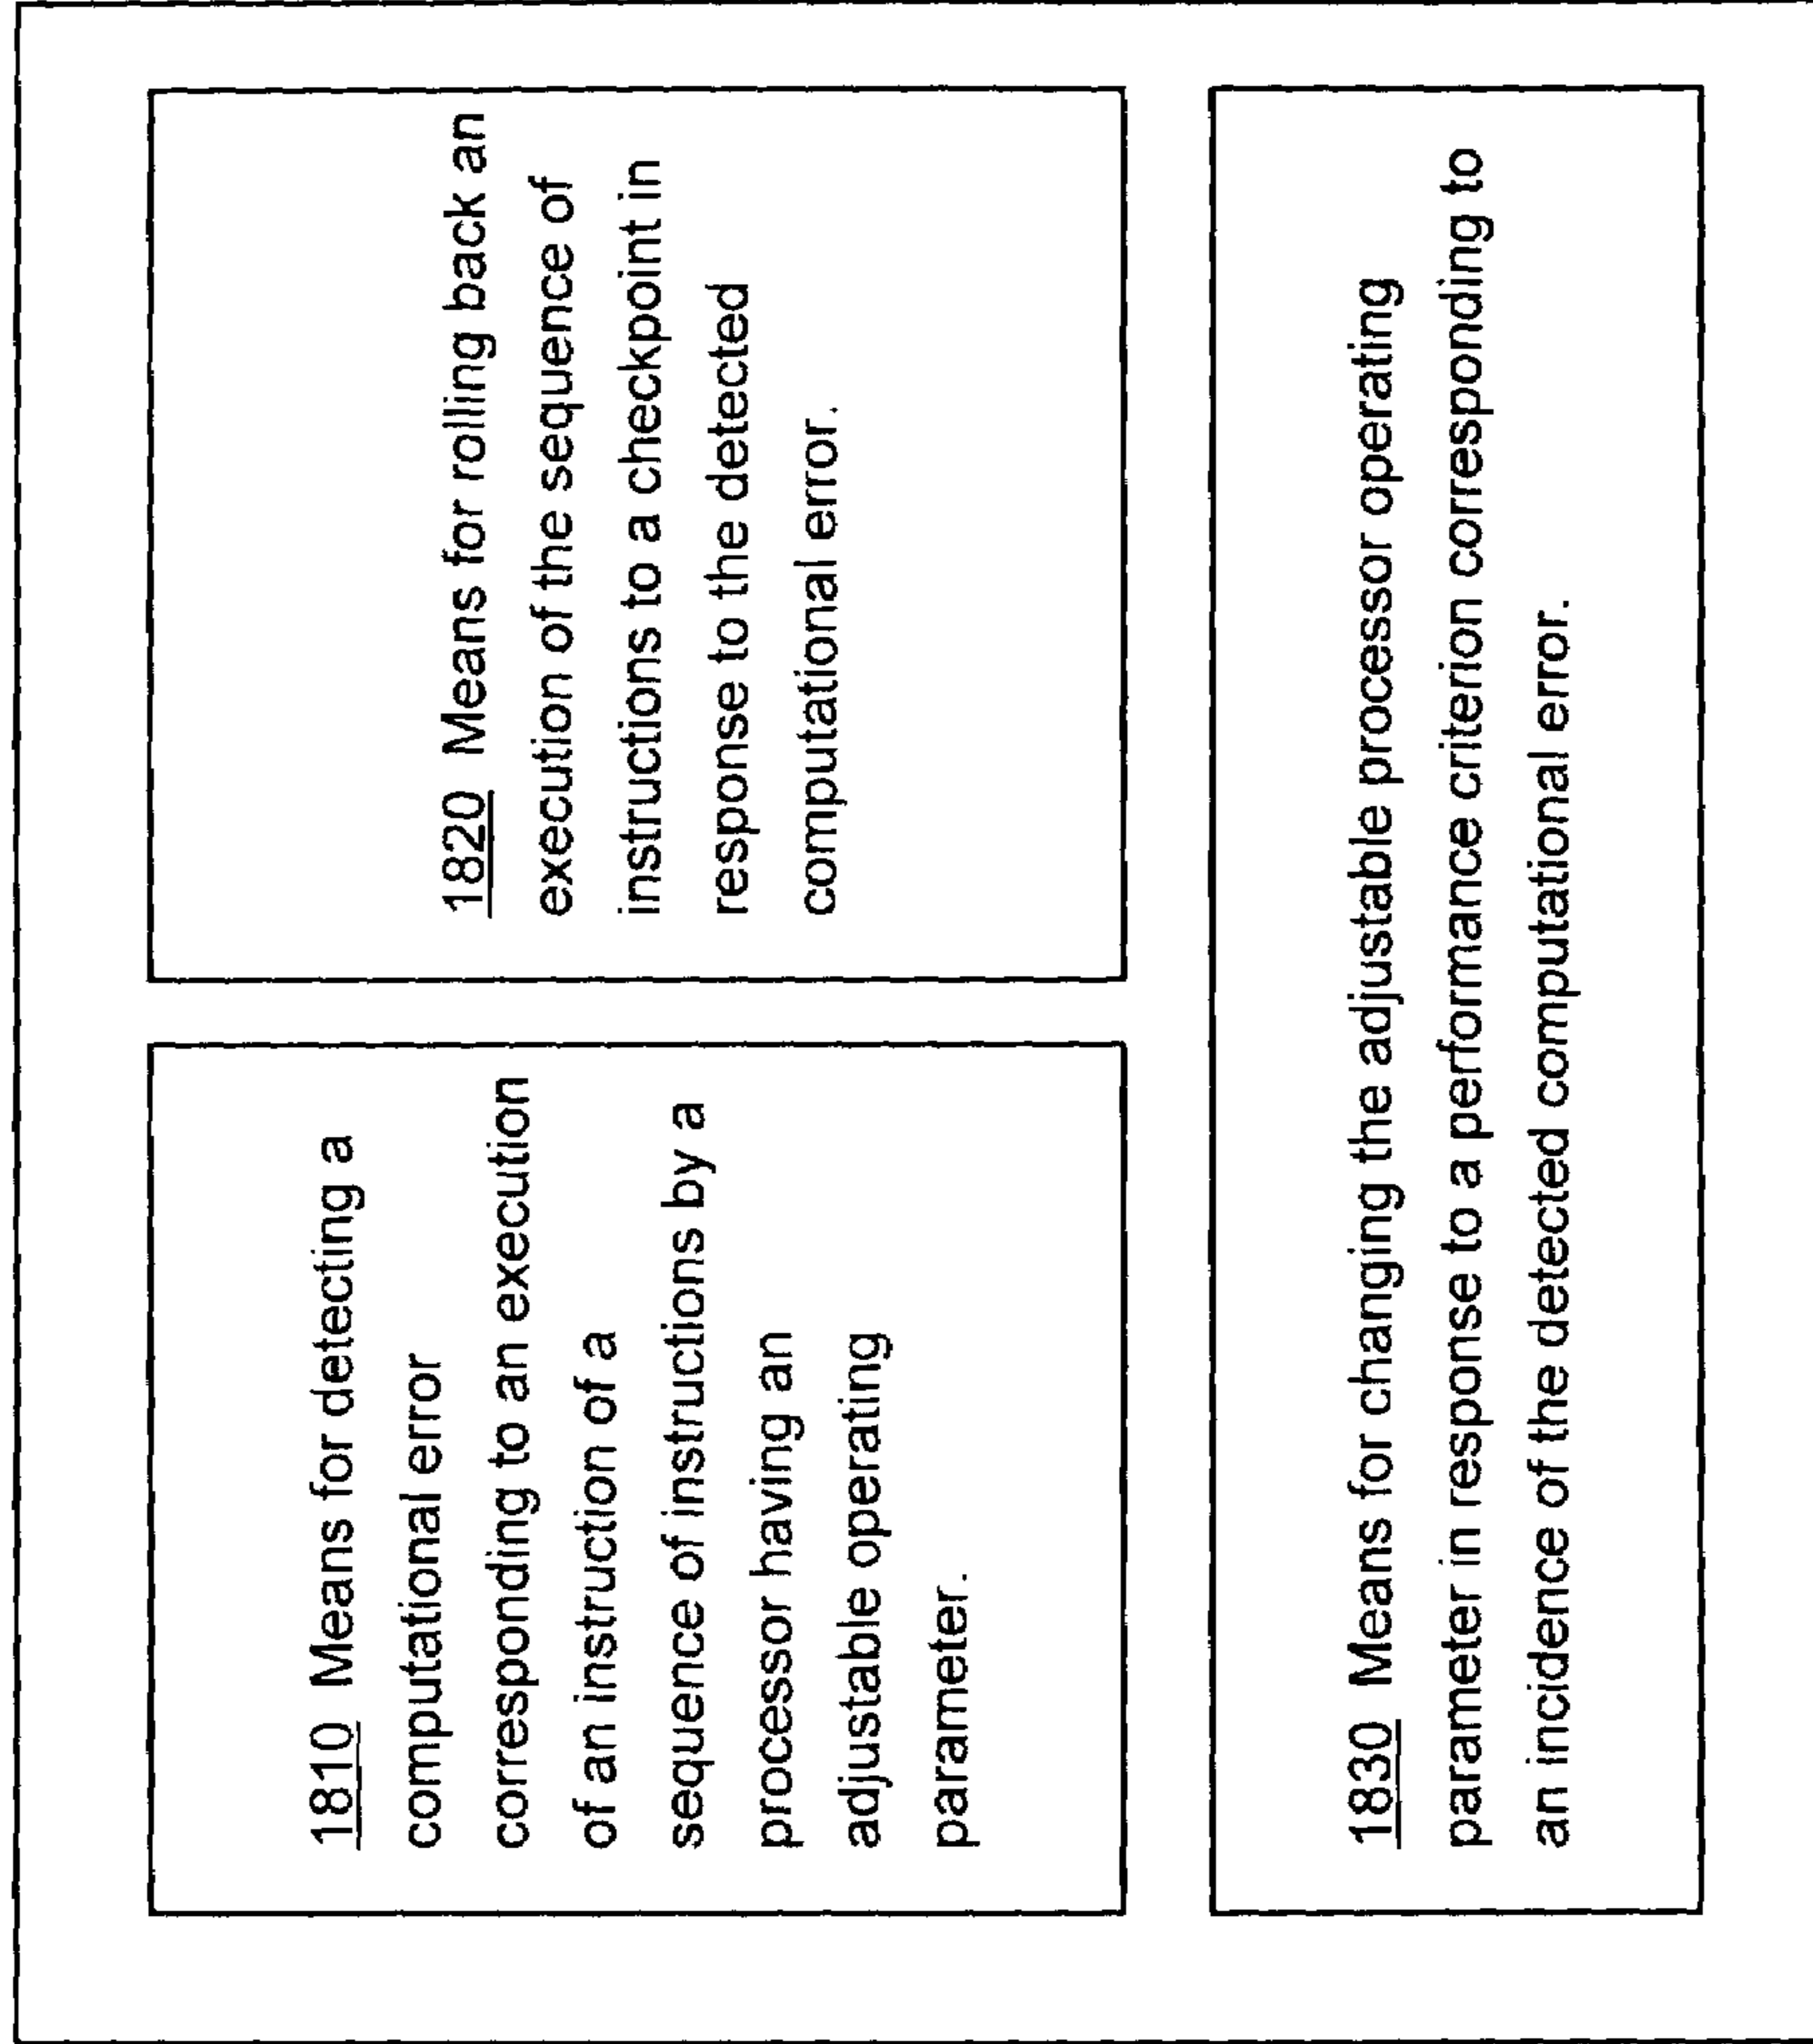 1810 Means for detecting a
computational error
corresponding to an execution
of an instruction of a
sequence of instructions by a
processor having an
adjustable operating
parameter.
1820 Means for rolling back an
execution of the sequence of
instructions to a checkpoint in
response to the detected
computational error.
1830 Means for changing the adjustable processor operating
parameter in response to a performance criterion corresponding to
an incidence of the detected computational error.